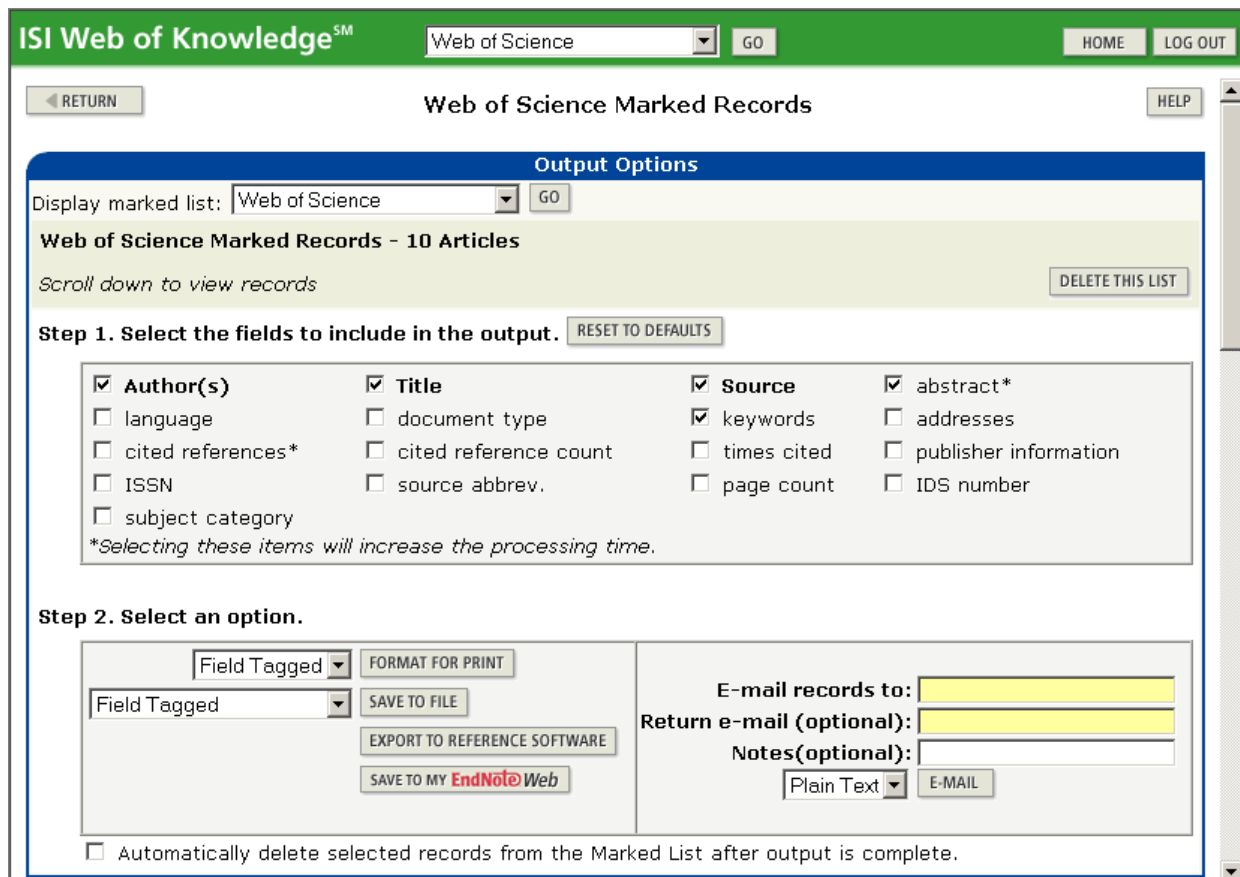 ISI Web of Knowledge℠ Web of Science GO HOME LOG OUT
RETURN Web of Science Marked Records HELP
Output Options
Display marked list: Web of Science GO
Web of Science Marked Records - 10 Articles
Scroll down to view records DELETE THIS LIST
Step 1. Select the fields to include in the output. RESET TO DEFAULTS
Author(s) Title Source abstract*
language document type keywords addresses
cited references* cited reference count times cited publisher information
ISSN source abbrev. page count IDS number
subject category
*Selecting these items will increase the processing time.
Step 2. Select an option.
Field Tagged FORMAT FOR PRINT
Field Tagged SAVE TO FILE
EXPORT TO REFERENCE SOFTWARE
SAVE TO MY EndNote Web
E-mail records to:
Return e-mail (optional):
Notes(optional):
Plain Text E-MAIL
Automatically delete selected records from the Marked List after output is complete.